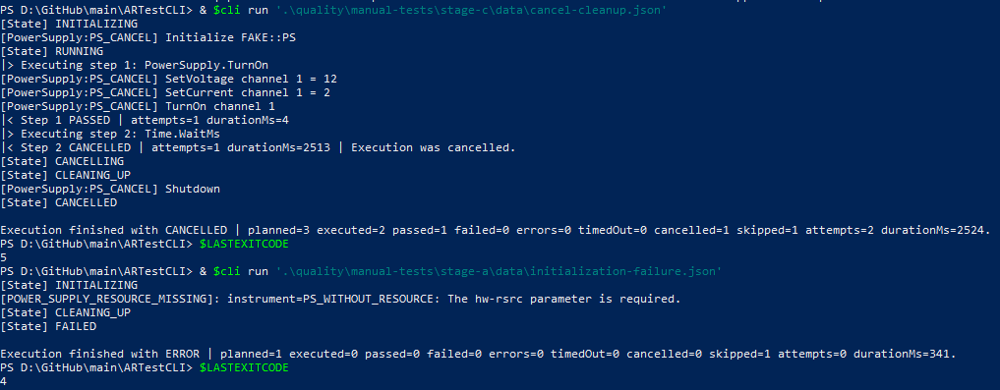 PS D:\GitHub\main\ARTestCLI> & $cli run '.\quality\manual-tests\stage-c\data\cancel-cleanup.json'
[State] INITIALIZING
[PowerSupply:PS_CANCEL] Initialize FAKE::PS
[State] RUNNING
|> Executing step 1: PowerSupply.TurnOn
[PowerSupply:PS_CANCEL] SetVoltage channel 1 = 12
[PowerSupply:PS_CANCEL] SetCurrent channel 1 = 2
[PowerSupply:PS_CANCEL] TurnOn channel 1
|< Step 1 PASSED | attempts=1 durationMs=4
|> Executing step 2: Time.WaitMs
|< Step 2 CANCELLED | attempts=1 durationMs=2513 | Execution was cancelled.
[State] CANCELLING
[State] CLEANING_UP
[PowerSupply:PS_CANCEL] Shutdown
[State] CANCELLED
Execution finished with CANCELLED | planned=3 executed=2 passed=1 failed=0 errors=0 timedOut=0 cancelled=1 skipped=1 attempts=2 durationMs=2524.
PS D:\GitHub\main\ARTestCLI> $LASTEXITCODE
5
PS D:\GitHub\main\ARTestCLI> & $cli run '.\quality\manual-tests\stage-a\data\initialization-failure.json'
[State] INITIALIZING
[POWER_SUPPLY_RESOURCE_MISSING]: instrument=PS_WITHOUT_RESOURCE: The hw-rsrc parameter is required.
[State] CLEANING_UP
[State] FAILED
Execution finished with ERROR | planned=1 executed=0 passed=0 failed=0 errors=0 timedOut=0 cancelled=0 skipped=1 attempts=0 durationMs=341.
PS D:\GitHub\main\ARTestCLI> $LASTEXITCODE
4